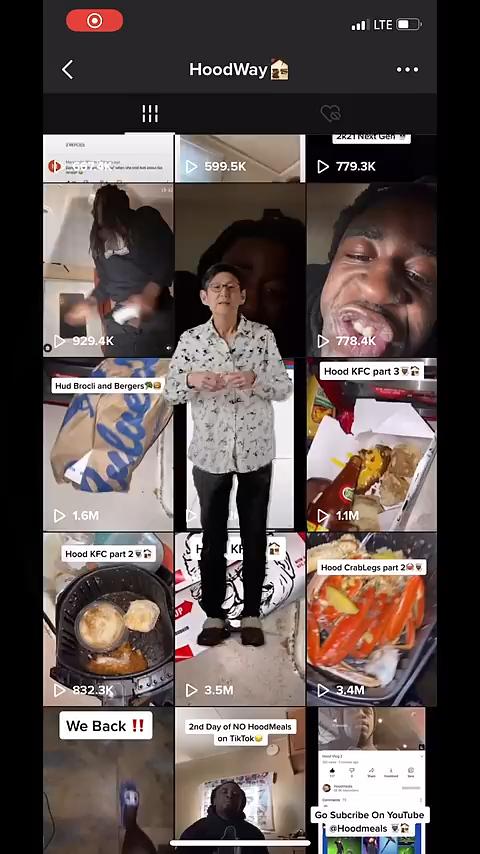 LTE
HoodWay
2 REPLIES
2k21 Next Gen
599.5K
779.3K
929.4K
778.4K
Hud Brocli and Bergers
Hood KFC part 3
1.6M
1.1M
Hood KFC part 2
Hood CrabLegs part 2
832.3K
3.5M
3.4M
We Back ‼️
2nd Day of NO HoodMeals
on TikTok
Go Subcribe On YouTube
@Hoodmeals